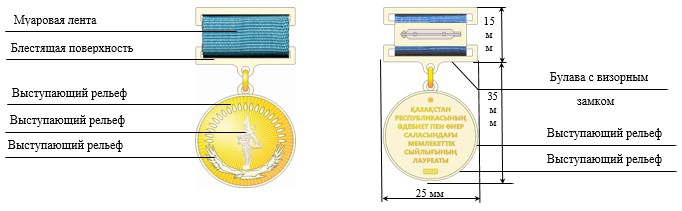 Муаровая лента
Блестящая поверхность
Выступающий рельеф
Выступающий рельеф
Выступающий рельеф
15 мм
Булава с визорным
замком
35 мм
ҚАЗАҚСТАН
РЕСПУБЛИКАСЫНЫҢ
ӘДЕБИЕТ ПЕН ӨНЕР
САЛАСЫНДАҒЫ
МЕМЛЕКЕТТІК
СЫЙЛЫҒЫНЫҢ
ЛАУРЕАТЫ
Выступающий рельеф
Выступающий рельеф
25 мм